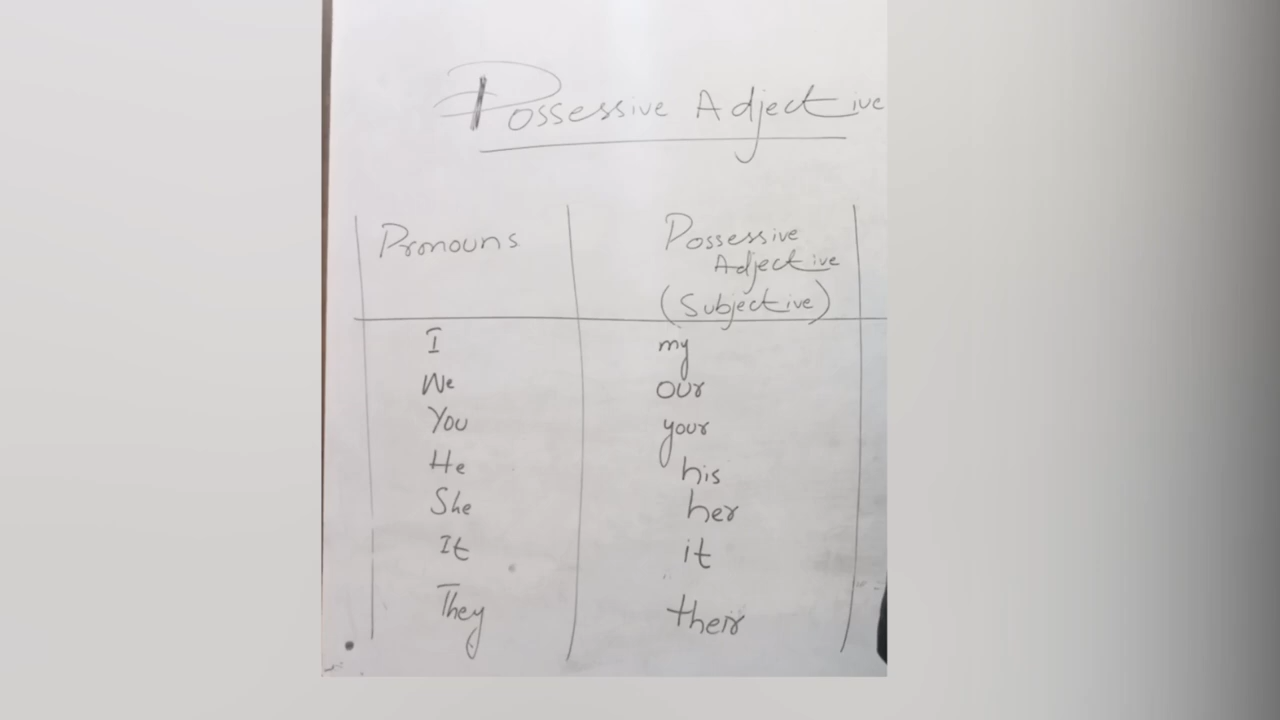 Possessive Adjective
Pronouns
Possessive
Adjective
(Subjective)
I my
We our
You your
He his
She her
It it
They their